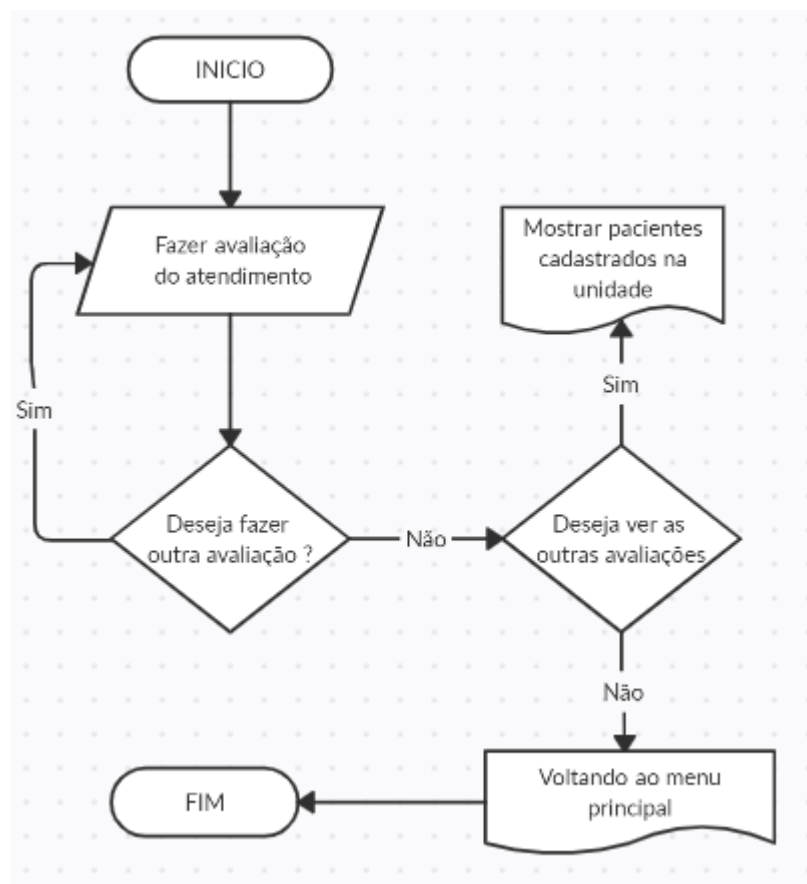 INICIO
Fazer avaliação
do atendimento
Sim
Deseja fazer
outra avaliação ?
Não
Deseja ver as
outras avaliações
Sim
Mostrar pacientes
cadastrados na
unidade
Não
Voltando ao menu
principal
FIM